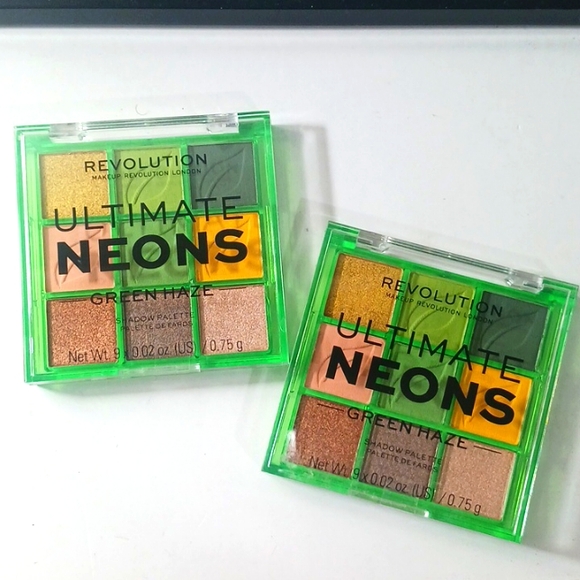 REVOLUTION
MAKEUP REVOLUTION LONDON
ULTIMATE
NEONS
GREEN HAZE
SHADOW PALETTE
PALETTE DE FARDS
Net Wt. 9 x 0.02 oz. (US) / 0.75 g
REVOLUTION
MAKEUP REVOLUTION LONDON
ULTIMATE
NEONS
GREEN HAZE
SHADOW PALETTE
PALETTE DE FARDS
Net Wt. 9 x 0.02 oz. (US) / 0.75 g